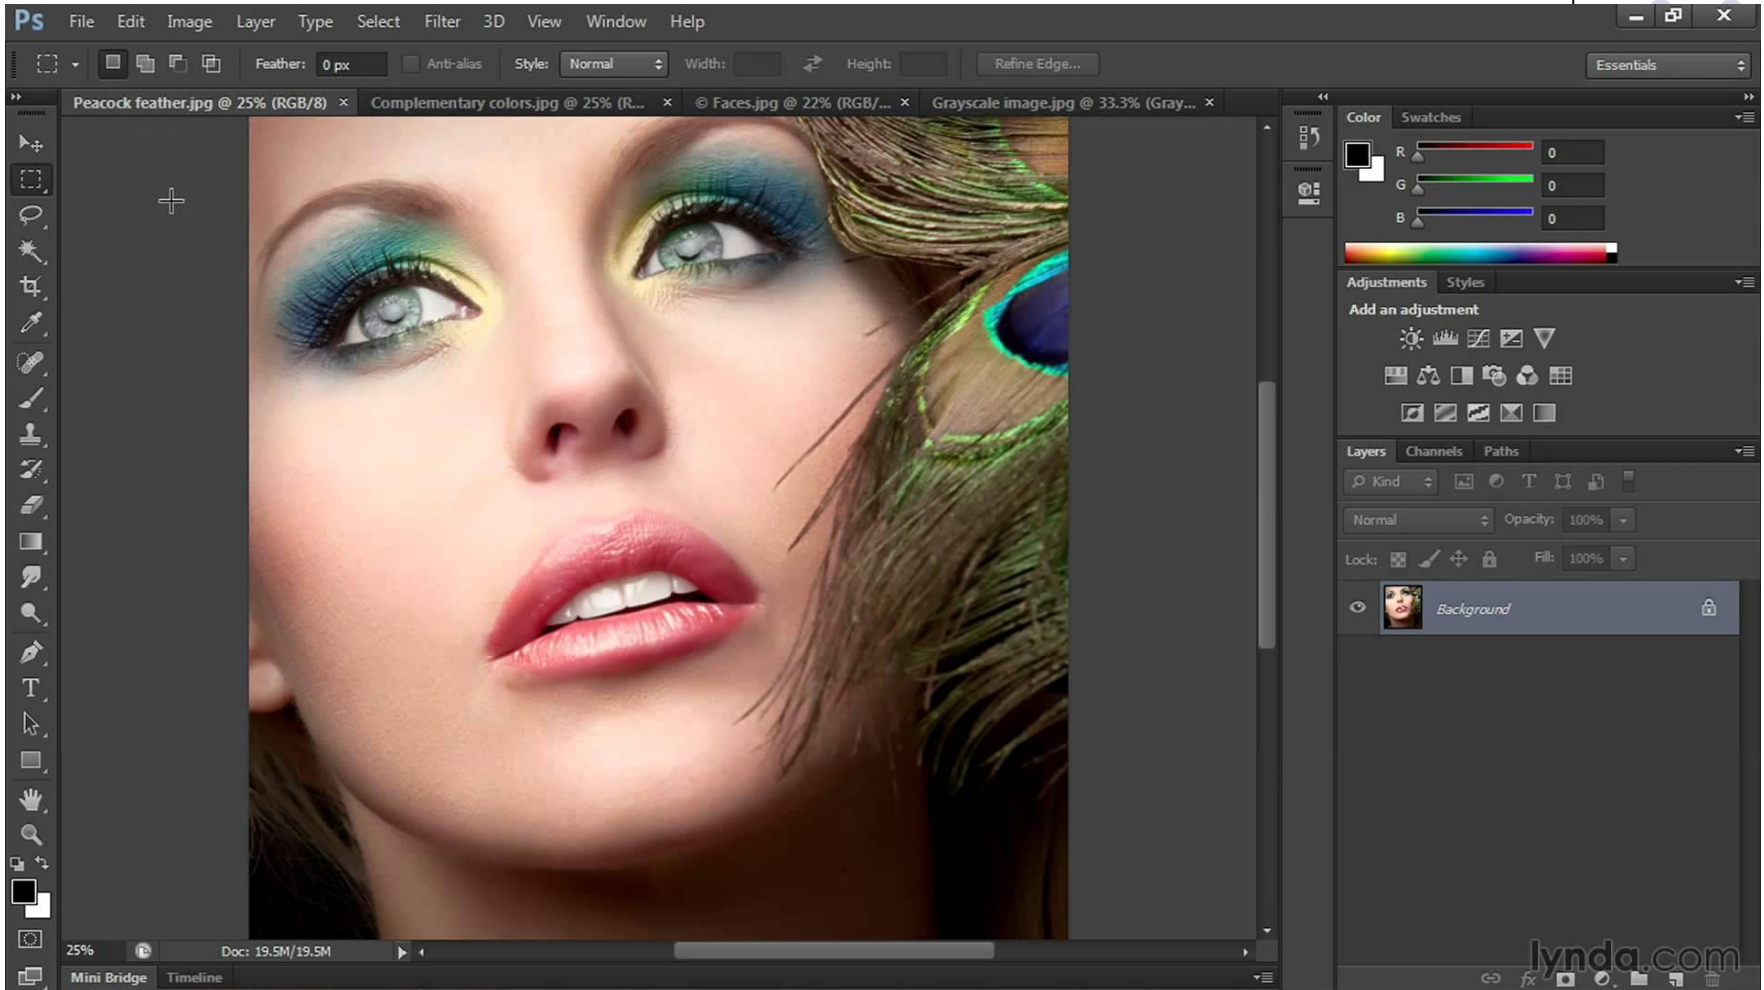 Ps File Edit Image Layer Type Select Filter 3D View Window Help
Feather: 0 px Anti-alias Style: Normal Width: Height: Refine Edge... Essentials
Peacock feather.jpg @ 25% (RGB/8) × Complementary colors.jpg @ 25% (R... × © Faces.jpg @ 22% (RGB/... × Grayscale image.jpg @ 33.3% (Gray... ×
Color Swatches
R 0
G 0
B 0
Adjustments Styles
Add an adjustment
Layers Channels Paths
Kind
Normal Opacity: 100%
Lock: Fill: 100%
Background
T
25% Doc: 19.5M/19.5M
lynda.com
Mini Bridge Timeline
fx